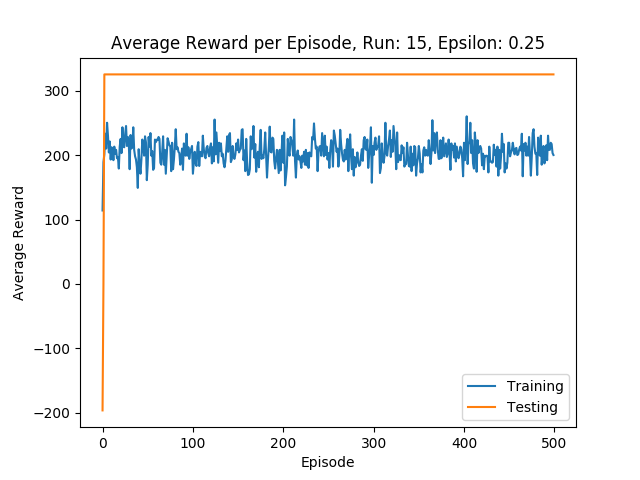 Average Reward per Episode, Run: 15, Epsilon: 0.25
300
200
100
0
−100
−200
Average Reward
0
100
200
300
400
500
Episode
Training
Testing